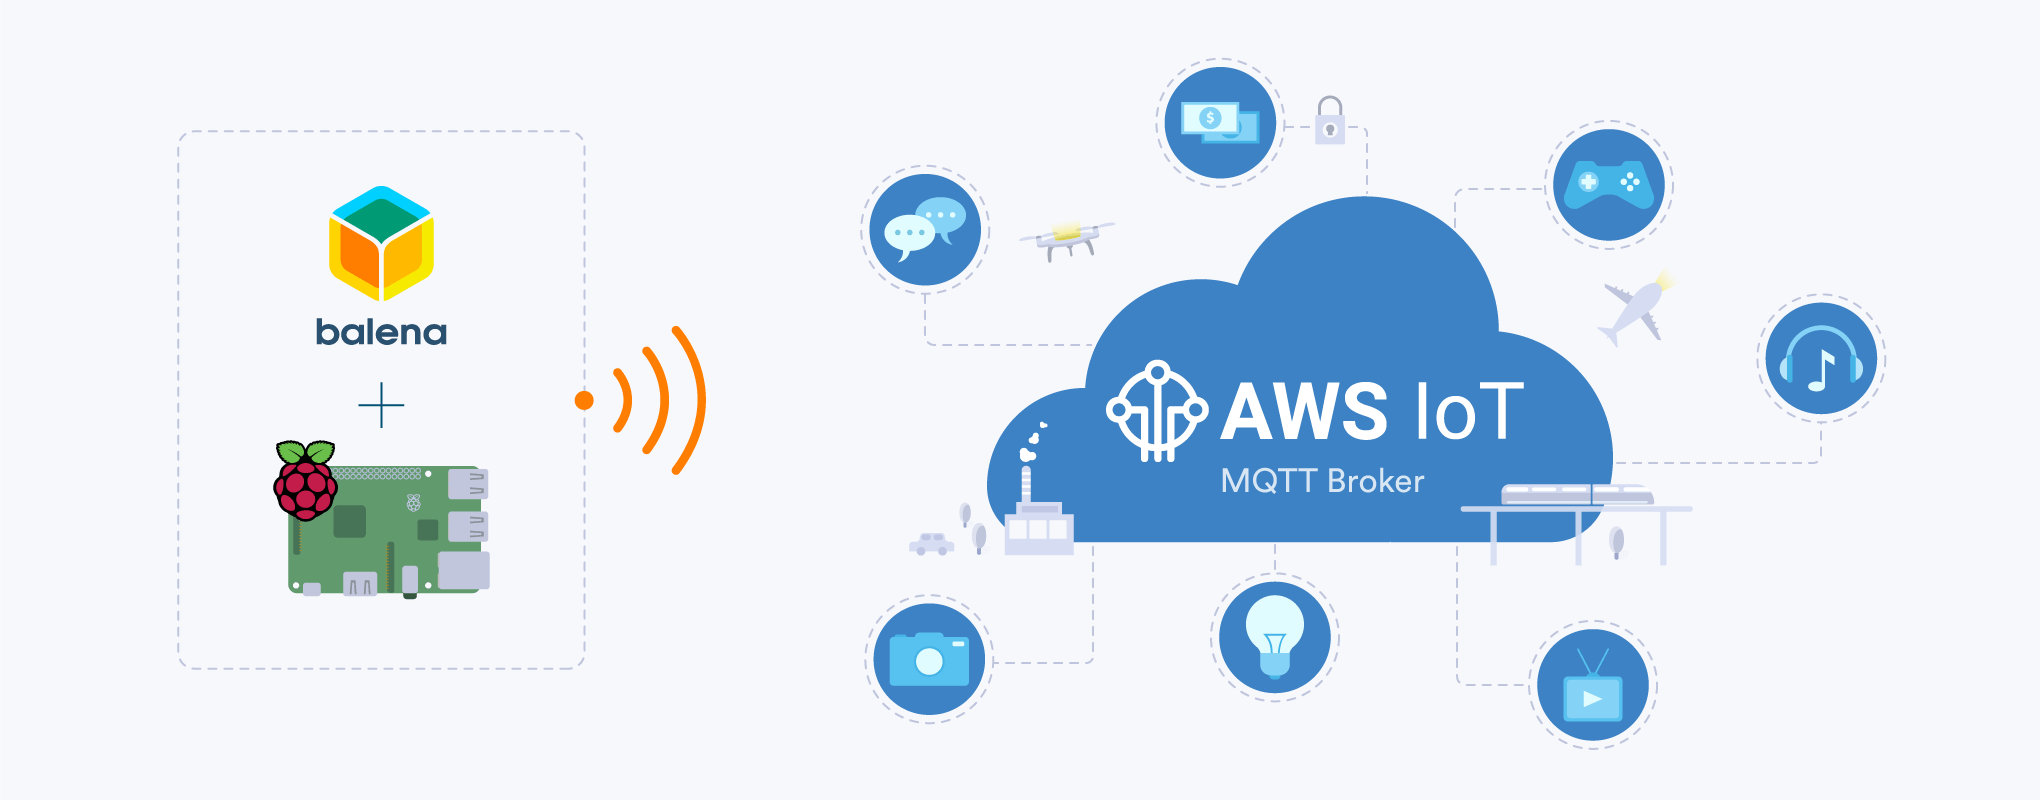 balena
$
AWS IoT
MQTT Broker